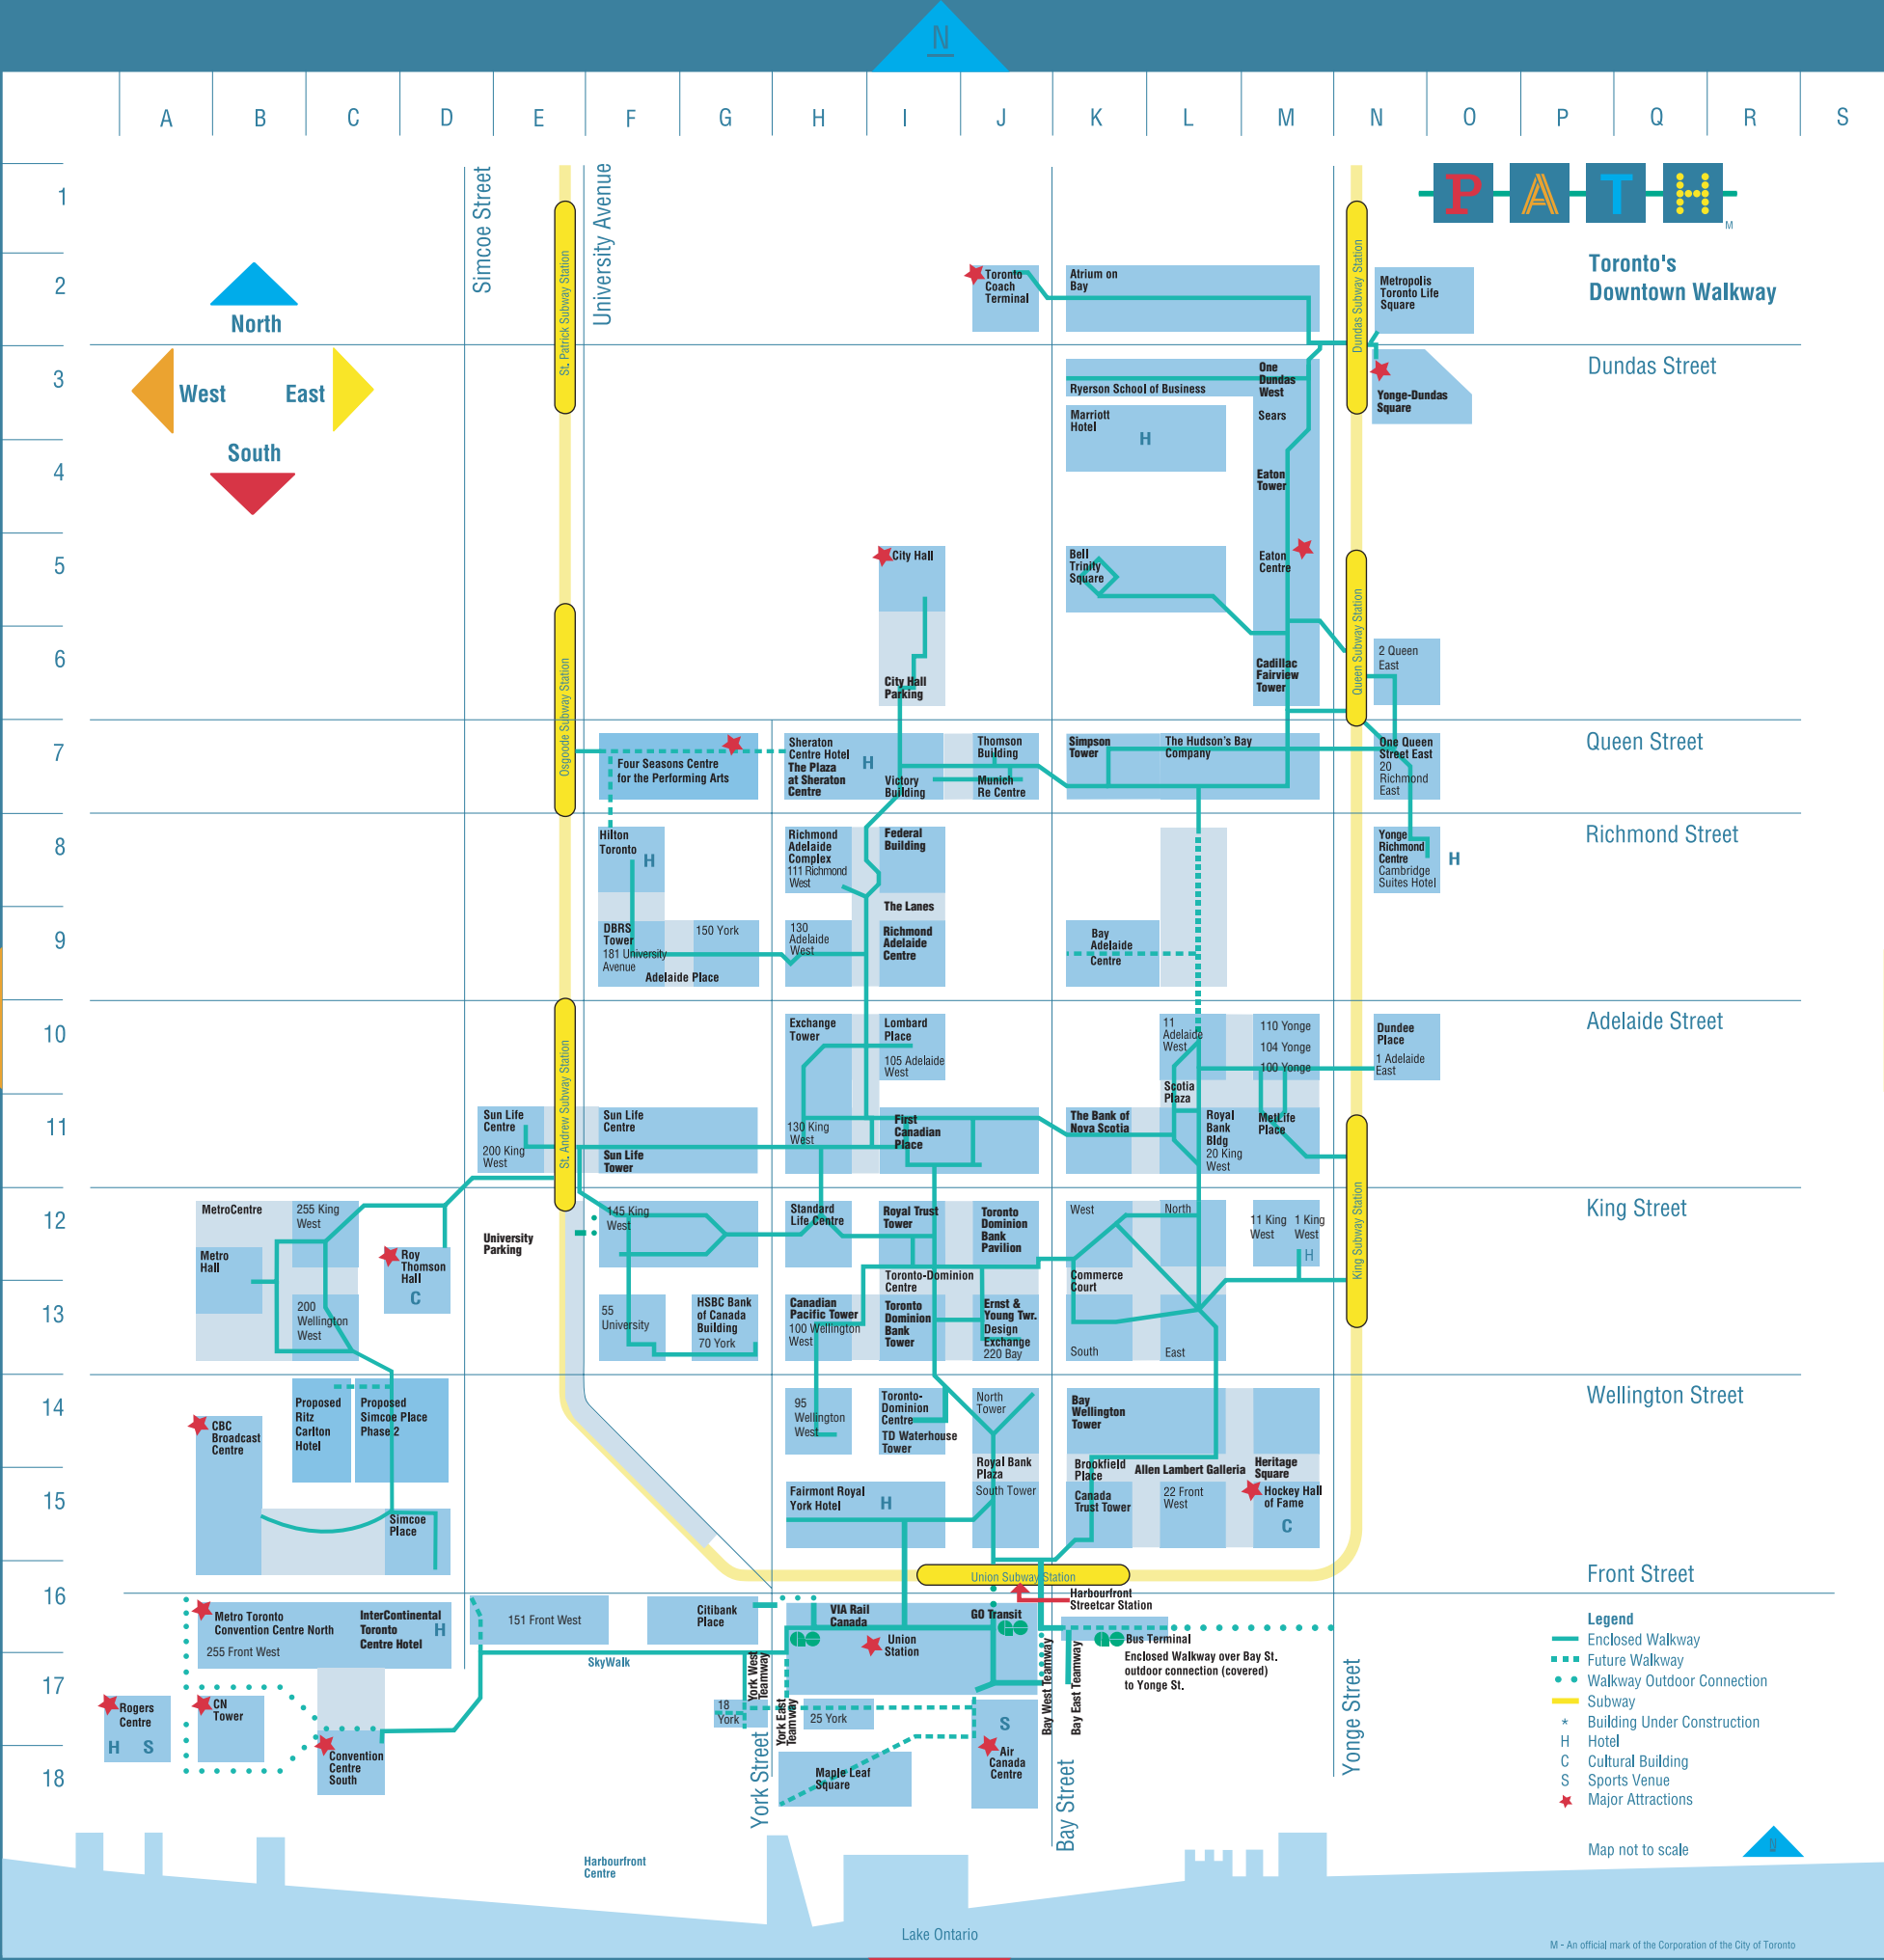 N
A B C D E F G H I J K L M N O P Q R S
1
2
3
4
5
6
7
8
9
10
11
12
13
14
15
16
17
18
PATH
M
Toronto's
Downtown Walkway
North
West
East
South
Simcoe Street
University Avenue
St. Patrick Subway Station
Dundas Subway Station
Toronto
Coach
Terminal
Atrium on
Bay
Metropolis
Toronto Life
Square
Dundas Street
One
Dundas
West
Ryerson School of Business
Yonge-Dundas
Square
Marriott
Hotel
H
Sears
Eaton
Tower
City Hall
Bell
Trinity
Square
Eaton
Centre
Queen Subway Station
Osgoode Subway Station
City Hall
Parking
Cadillac
Fairview
Tower
2 Queen
East
Queen Street
Four Seasons Centre
for the Performing Arts
Sheraton
Centre Hotel
The Plaza
at Sheraton
Centre
H
Victory
Building
Thomson
Building
Munich
Re Centre
Simpson
Tower
The Hudson's Bay
Company
One Queen
Street East
20
Richmond
East
Richmond Street
Hilton
Toronto
H
Richmond
Adelaide
Complex
111 Richmond
West
Federal
Building
The Lanes
Yonge
Richmond
Centre
Cambridge
Suites Hotel
H
DBRS
Tower
181 University
Avenue
150 York
Adelaide Place
130
Adelaide
West
Richmond
Adelaide
Centre
Bay
Adelaide
Centre
Adelaide Street
St. Andrew Subway Station
Exchange
Tower
Lombard
Place
105 Adelaide
West
11
Adelaide
West
110 Yonge
104 Yonge
100 Yonge
Dundee
Place
1 Adelaide
East
Scotia
Plaza
Sun Life
Centre
200 King
West
Sun Life
Centre
Sun Life
Tower
130 King
West
First
Canadian
Place
The Bank of
Nova Scotia
Royal
Bank
Bldg
20 King
West
MetLife
Place
King Subway Station
King Street
MetroCentre
255 King
West
Metro
Hall
Roy
Thomson
Hall
C
University
Parking
145 King
West
Standard
Life Centre
Royal Trust
Tower
Toronto
Dominion
Bank
Pavilion
West
North
11 King
West
1 King
West
H
Toronto-Dominion
Centre
Commerce
Court
200
Wellington
West
55
University
HSBC Bank
of Canada
Building
70 York
Canadian
Pacific Tower
100 Wellington
West
Toronto
Dominion
Bank
Tower
Ernst &
Young Twr.
Design
Exchange
220 Bay
South
East
Wellington Street
Proposed
Ritz
Carlton
Hotel
Proposed
Simcoe Place
Phase 2
CBC
Broadcast
Centre
95
Wellington
West
Toronto-
Dominion
Centre
TD Waterhouse
Tower
North
Tower
Royal Bank
Plaza
South Tower
Bay
Wellington
Tower
Brookfield
Place
Allen Lambert Galleria
Heritage
Square
Simcoe
Place
Fairmont Royal
York Hotel
H
Canada
Trust Tower
22 Front
West
Hockey Hall
of Fame
C
Front Street
Union Subway Station
Harbourfront
Streetcar Station
Metro Toronto
Convention Centre North
255 Front West
InterContinental
Toronto
Centre Hotel
H
151 Front West
Citibank
Place
VIA Rail
Canada
GO Transit
Union
Station
Bus Terminal
Enclosed Walkway over Bay St.
outdoor connection (covered)
to Yonge St.
SkyWalk
York West
Teamway
York East
Teamway
Bay West Teamway
Bay East Teamway
Rogers
Centre
H S
CN
Tower
Convention
Centre
South
18
York
25 York
S
Air
Canada
Centre
Maple Leaf
Square
York Street
Bay Street
Yonge Street
Legend
Enclosed Walkway
Future Walkway
Walkway Outdoor Connection
Subway
* Building Under Construction
H Hotel
C Cultural Building
S Sports Venue
Major Attractions
Map not to scale
N
Harbourfront
Centre
Lake Ontario
M - An official mark of the Corporation of the City of Toronto